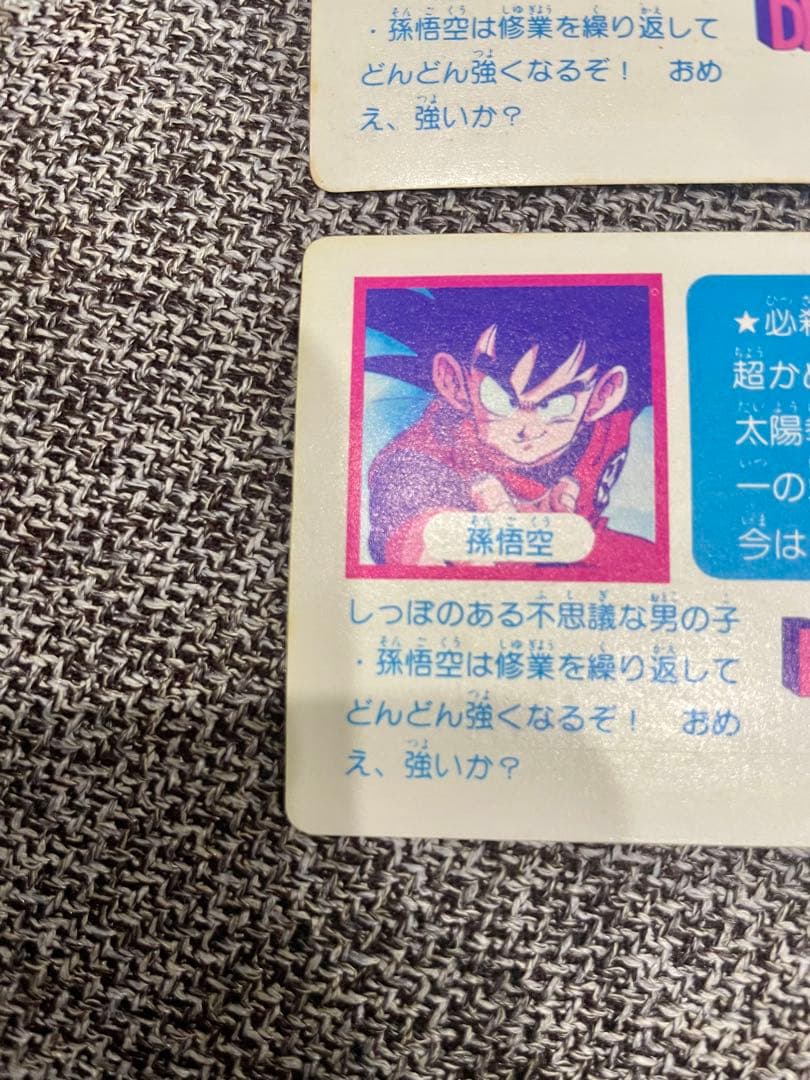 ・孫悟空は修業を繰り返して
どんどん強くなるぞ！　おめ
え、強いか？
孫悟空
★必
超か
太陽
一の
今は
しっぽのある不思議な男の子
・孫悟空は修業を繰り返して
どんどん強くなるぞ！　おめ
え、強いか？